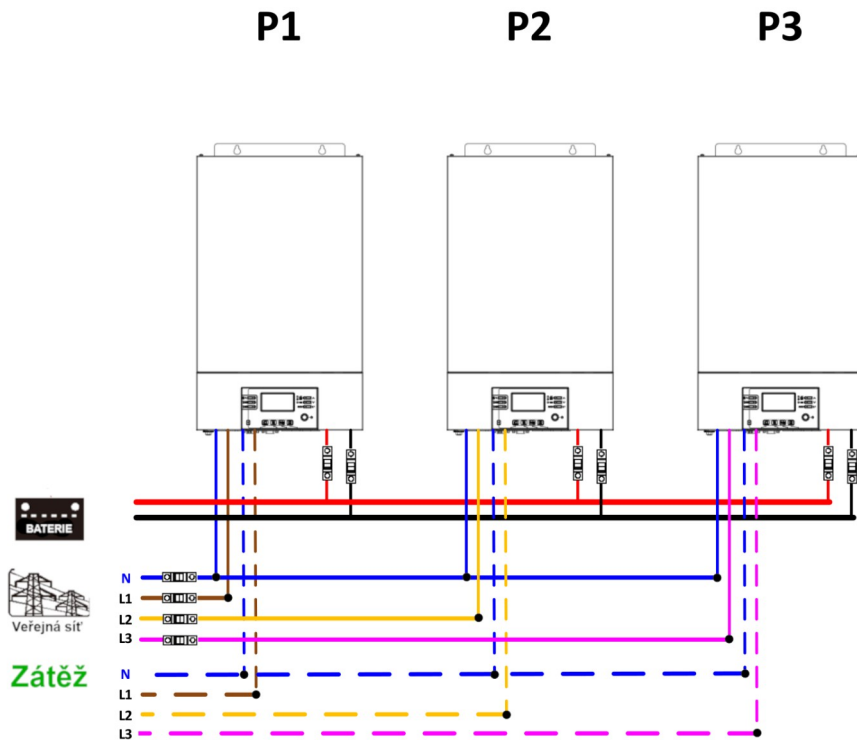 P1 P2 P3
BATERIE
N
L1
L2
L3
Veřejná síť
Zátěž
N
L1
L2
L3